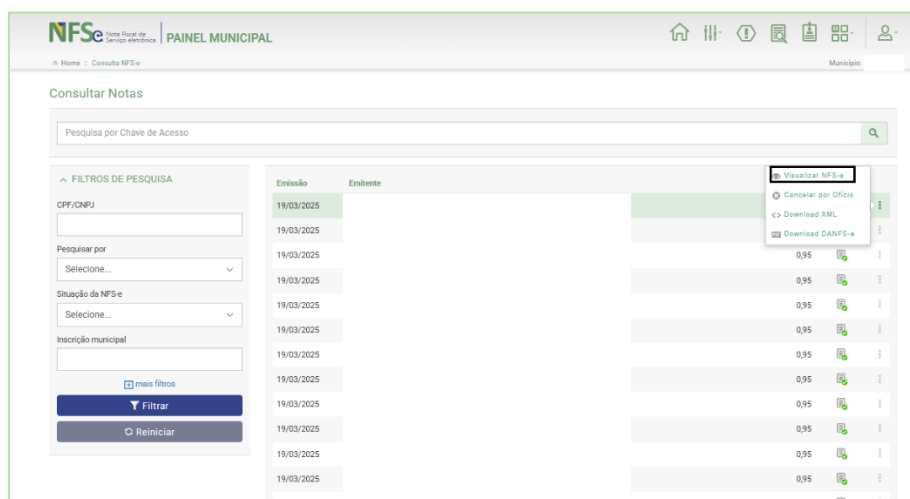 NFSe Nota Fiscal de Serviço eletrônica PAINEL MUNICIPAL
Home :: Consulta NFS-e
Município:
Consultar Notas
Pesquisa por Chave de Acesso
FILTROS DE PESQUISA
CPF/CNPJ
Pesquisar por
Selecione...
Situação da NFS-e
Selecione...
Inscrição municipal
mais filtros
Filtrar
Reiniciar
Emissão Emitente
19/03/2025
19/03/2025
19/03/2025 0,95
19/03/2025 0,95
19/03/2025 0,95
19/03/2025 0,95
19/03/2025 0,95
19/03/2025 0,95
19/03/2025 0,95
19/03/2025 0,95
19/03/2025 0,95
19/03/2025 0,95
Visualizar NFS-e
Cancelar por Ofício
Download XML
Download DANFS-e